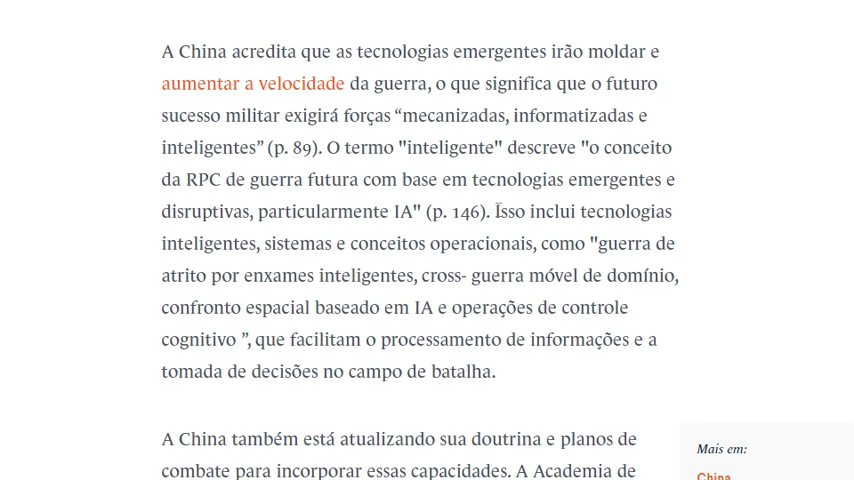 A China acredita que as tecnologias emergentes irão moldar e
aumentar a velocidade da guerra, o que significa que o futuro
sucesso militar exigirá forças “mecanizadas, informatizadas e
inteligentes” (p. 89). O termo "inteligente" descreve "o conceito
da RPC de guerra futura com base em tecnologias emergentes e
disruptivas, particularmente IA" (p. 146). Isso inclui tecnologias
inteligentes, sistemas e conceitos operacionais, como "guerra de
atrito por enxames inteligentes, cross- guerra móvel de domínio,
confronto espacial baseado em IA e operações de controle
cognitivo ”, que facilitam o processamento de informações e a
tomada de decisões no campo de batalha.
A China também está atualizando sua doutrina e planos de
combate para incorporar essas capacidades. A Academia de
Mais em:
China